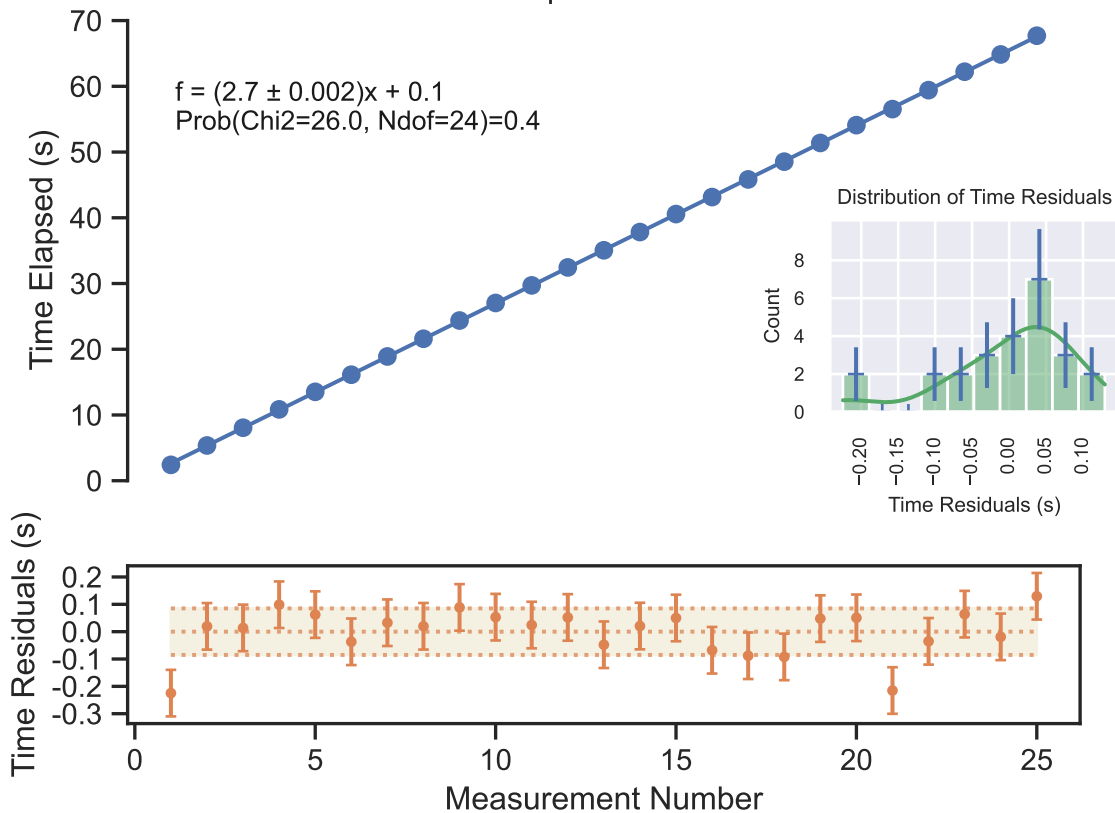 70
60
50
40
30
20
10
0
Time Elapsed (s)
f = (2.7 ± 0.002)x + 0.1
Prob(Chi2=26.0, Ndof=24)=0.4
Distribution of Time Residuals
8
6
4
2
0
Count
−0.20
−0.15
−0.10
−0.05
0.00
0.05
0.10
Time Residuals (s)
0.2
0.1
0.0
-0.1
-0.2
-0.3
Time Residuals (s)
0 5 10 15 20 25
Measurement Number